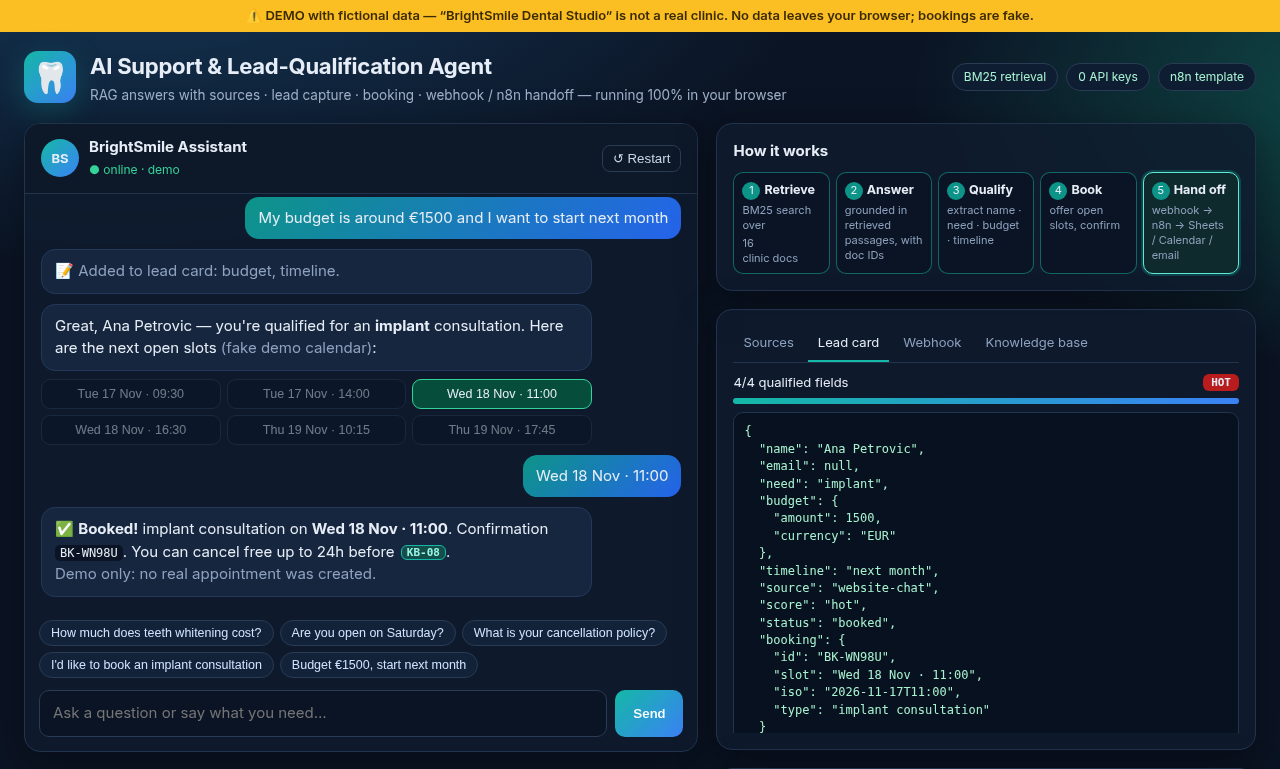 ⚠️ DEMO with fictional data — “BrightSmile Dental Studio” is not a real clinic. No data leaves your browser; bookings are fake.
AI Support & Lead-Qualification Agent
RAG answers with sources · lead capture · booking · webhook / n8n handoff — running 100% in your browser
BM25 retrieval
0 API keys
n8n template
BS
BrightSmile Assistant
online · demo
↺ Restart
My budget is around €1500 and I want to start next month
📝 Added to lead card: budget, timeline.
Great, Ana Petrovic — you're qualified for an implant consultation. Here
are the next open slots (fake demo calendar):
Tue 17 Nov · 09:30
Tue 17 Nov · 14:00
Wed 18 Nov · 11:00
Wed 18 Nov · 16:30
Thu 19 Nov · 10:15
Thu 19 Nov · 17:45
Wed 18 Nov · 11:00
✅ Booked! implant consultation on Wed 18 Nov · 11:00. Confirmation
BK-WN98U. You can cancel free up to 24h before KB-08.
Demo only: no real appointment was created.
How much does teeth whitening cost?
Are you open on Saturday?
What is your cancellation policy?
I'd like to book an implant consultation
Budget €1500, start next month
Ask a question or say what you need…
Send
How it works
1 Retrieve
BM25 search
over
16
clinic docs
2 Answer
grounded in
retrieved
passages, with
doc IDs
3 Qualify
extract name ·
need · budget
· timeline
4 Book
offer open
slots, confirm
5 Hand off
webhook →
n8n → Sheets
/ Calendar /
email
Sources
Lead card
Webhook
Knowledge base
4/4 qualified fields
HOT
{
  "name": "Ana Petrovic",
  "email": null,
  "need": "implant",
  "budget": {
    "amount": 1500,
    "currency": "EUR"
  },
  "timeline": "next month",
  "source": "website-chat",
  "score": "hot",
  "status": "booked",
  "booking": {
    "id": "BK-WN98U",
    "slot": "Wed 18 Nov · 11:00",
    "iso": "2026-11-17T11:00",
    "type": "implant consultation"
  }